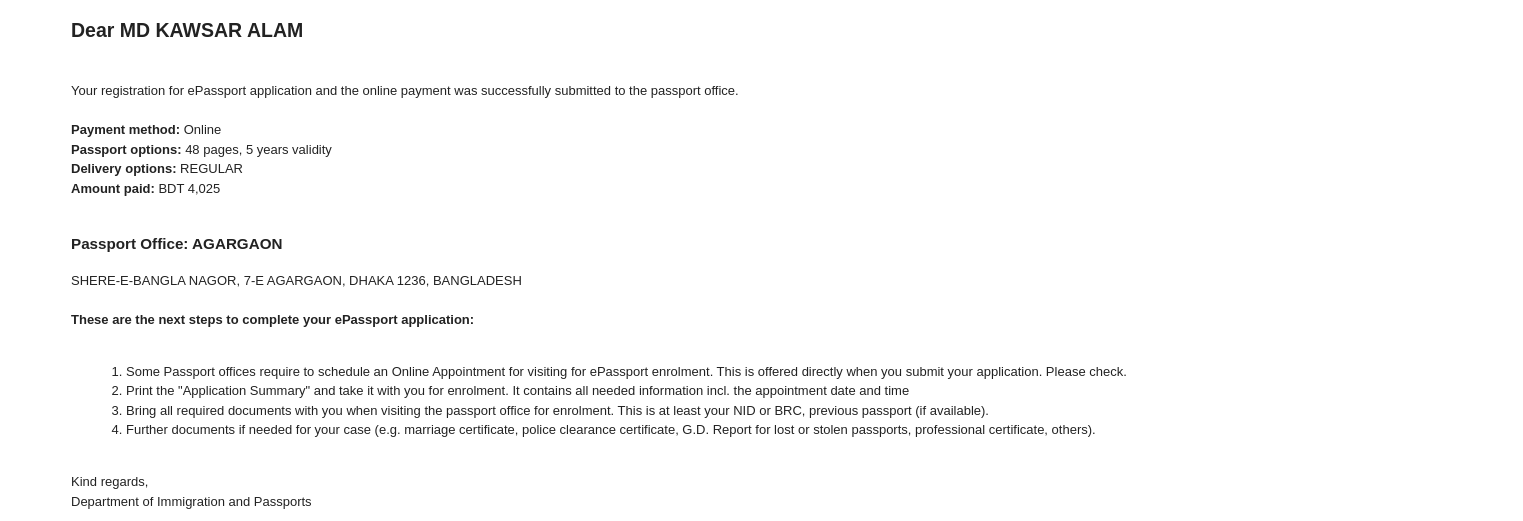 Dear MD KAWSAR ALAM
Your registration for ePassport application and the online payment was successfully submitted to the passport office.
Payment method: Online
Passport options: 48 pages, 5 years validity
Delivery options: REGULAR
Amount paid: BDT 4,025
Passport Office: AGARGAON
SHERE-E-BANGLA NAGOR, 7-E AGARGAON, DHAKA 1236, BANGLADESH
These are the next steps to complete your ePassport application:
1. Some Passport offices require to schedule an Online Appointment for visiting for ePassport enrolment. This is offered directly when you submit your application. Please check.
2. Print the "Application Summary" and take it with you for enrolment. It contains all needed information incl. the appointment date and time
3. Bring all required documents with you when visiting the passport office for enrolment. This is at least your NID or BRC, previous passport (if available).
4. Further documents if needed for your case (e.g. marriage certificate, police clearance certificate, G.D. Report for lost or stolen passports, professional certificate, others).
Kind regards,
Department of Immigration and Passports